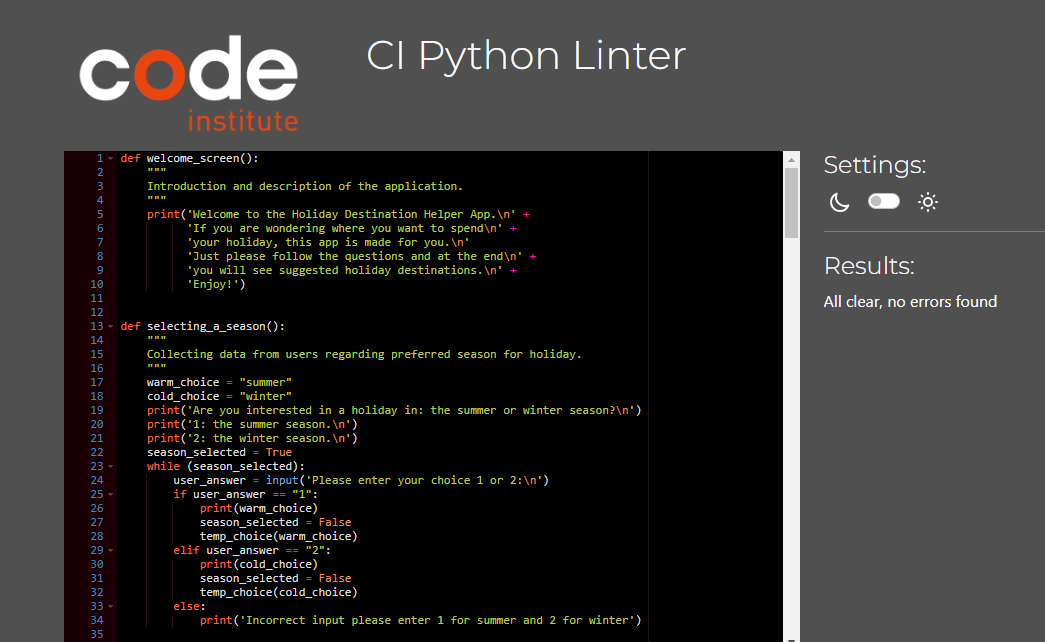 code
institute
CI Python Linter
1 def welcome_screen():
2     """
3     Introduction and description of the application.
4     """
5     print('Welcome to the Holiday Destination Helper App.\n' +
6           'If you are wondering where you want to spend\n' +
7           'your holiday, this app is made for you.\n'
8           'Just please follow the questions and at the end\n' +
9           'you will see suggested holiday destinations.\n' +
10           'Enjoy!')
11
12
13 def selecting_a_season():
14     """
15     Collecting data from users regarding preferred season for holiday.
16     """
17     warm_choice = "summer"
18     cold_choice = "winter"
19     print('Are you interested in a holiday in: the summer or winter season?\n')
20     print('1: the summer season.\n')
21     print('2: the winter season.\n')
22     season_selected = True
23     while (season_selected):
24         user_answer = input('Please enter your choice 1 or 2:\n')
25         if user_answer == "1":
26             print(warm_choice)
27             season_selected = False
28             temp_choice(warm_choice)
29         elif user_answer == "2":
30             print(cold_choice)
31             season_selected = False
32             temp_choice(cold_choice)
33         else:
34             print('Incorrect input please enter 1 for summer and 2 for winter')
35
Settings:
Results:
All clear, no errors found